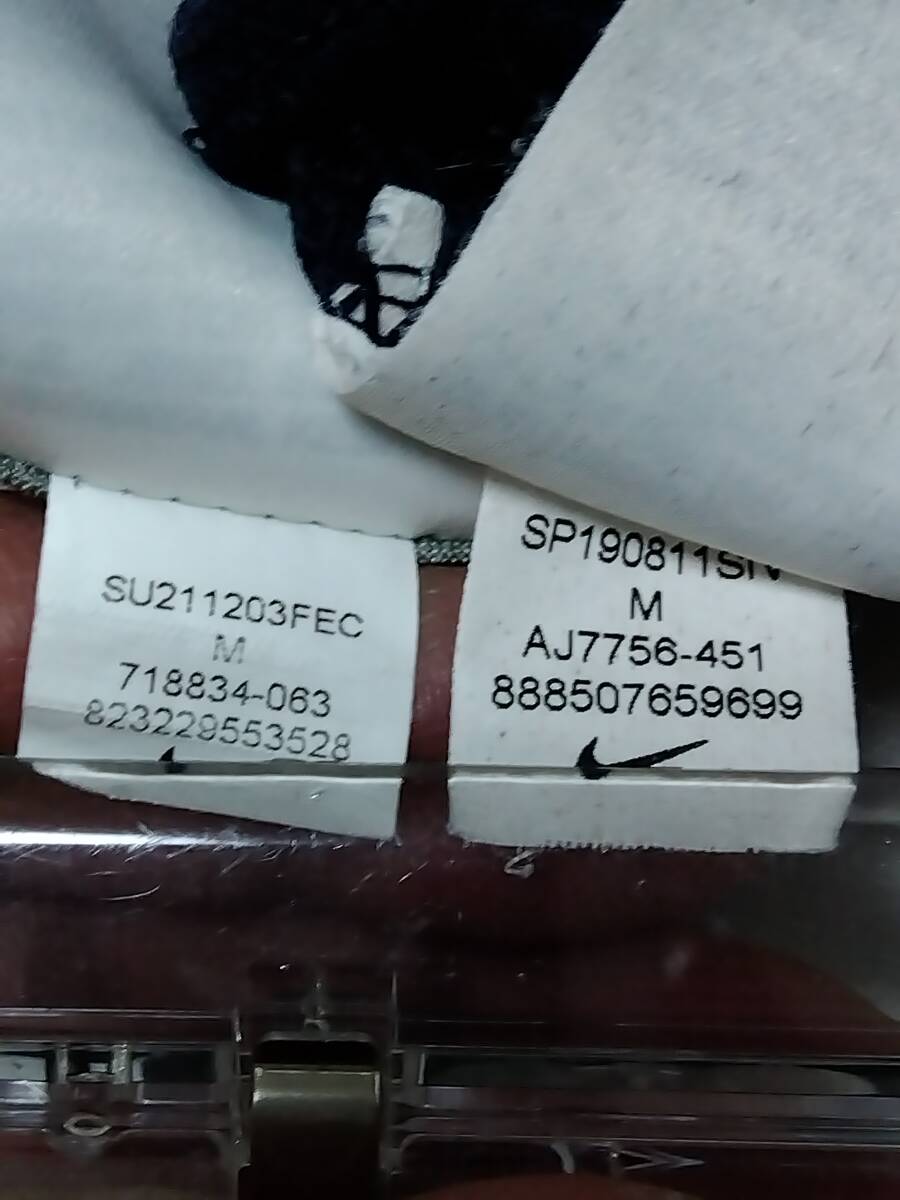 SU211203FEC
M
718834-063
823229553528
SP190811SIV
M
AJ7756-451
888507659699